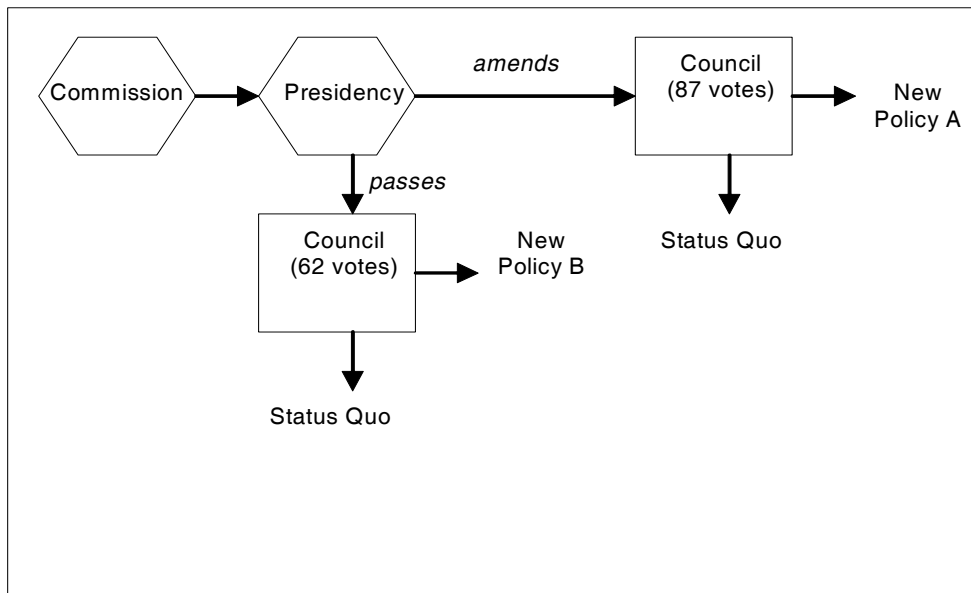 Commission
Presidency
amends
Council
(87 votes)
New
Policy A
passes
Status Quo
Council
(62 votes)
New
Policy B
Status Quo